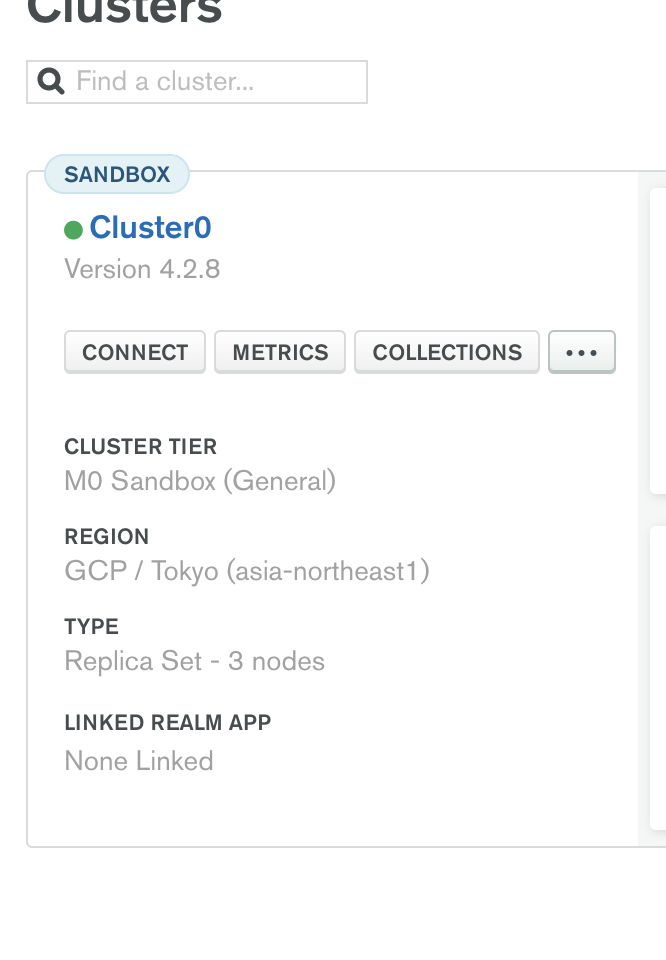 Clusters
Find a cluster...
SANDBOX
Cluster0
Version 4.2.8
CONNECT METRICS COLLECTIONS ...
CLUSTER TIER
M0 Sandbox (General)
REGION
GCP / Tokyo (asia-northeast1)
TYPE
Replica Set - 3 nodes
LINKED REALM APP
None Linked